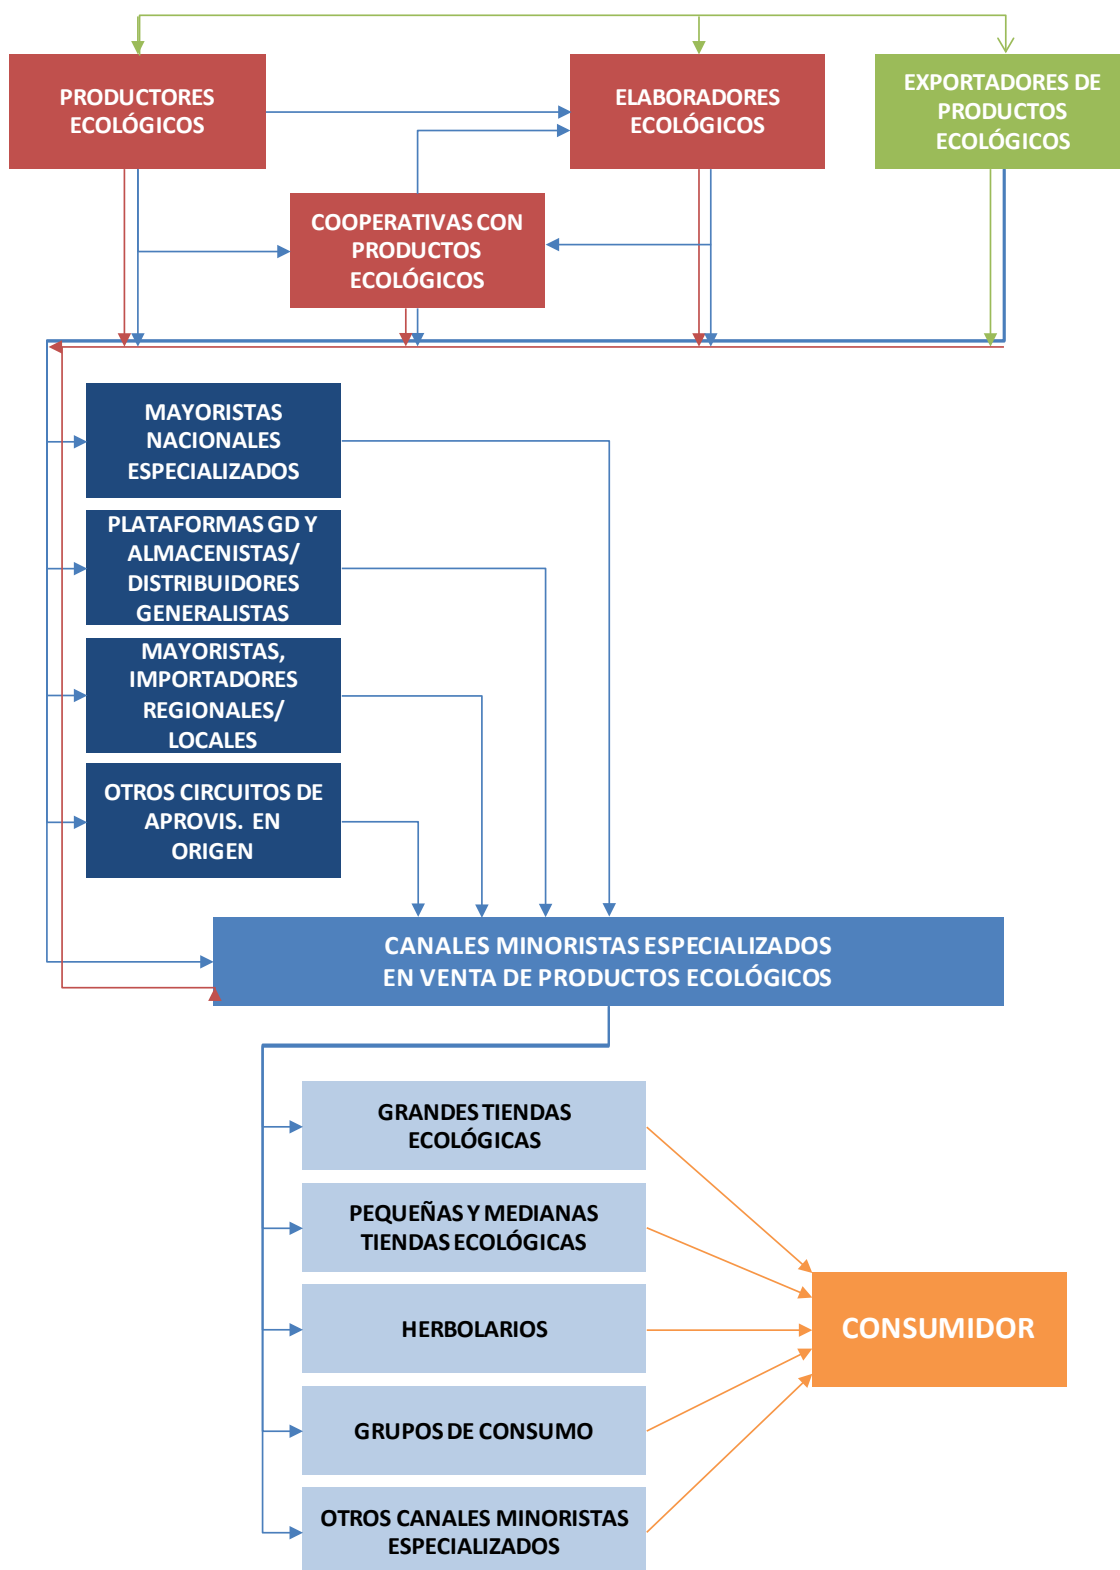 PRODUCTORES
ECOLÓGICOS
ELABORADORES
ECOLÓGICOS
EXPORTADORES DE
PRODUCTOS
ECOLÓGICOS
COOPERATIVAS CON
PRODUCTOS
ECOLÓGICOS
MAYORISTAS
NACIONALES
ESPECIALIZADOS
PLATAFORMAS GD Y
ALMACENISTAS/
DISTRIBUIDORES
GENERALISTAS
MAYORISTAS,
IMPORTADORES
REGIONALES/
LOCALES
OTROS CIRCUITOS DE
APROVIS. EN
ORIGEN
CANALES MINORISTAS ESPECIALIZADOS
EN VENTA DE PRODUCTOS ECOLÓGICOS
GRANDES TIENDAS
ECOLÓGICAS
PEQUEÑAS Y MEDIANAS
TIENDAS ECOLÓGICAS
HERBOLARIOS
CONSUMIDOR
GRUPOS DE CONSUMO
OTROS CANALES MINORISTAS
ESPECIALIZADOS